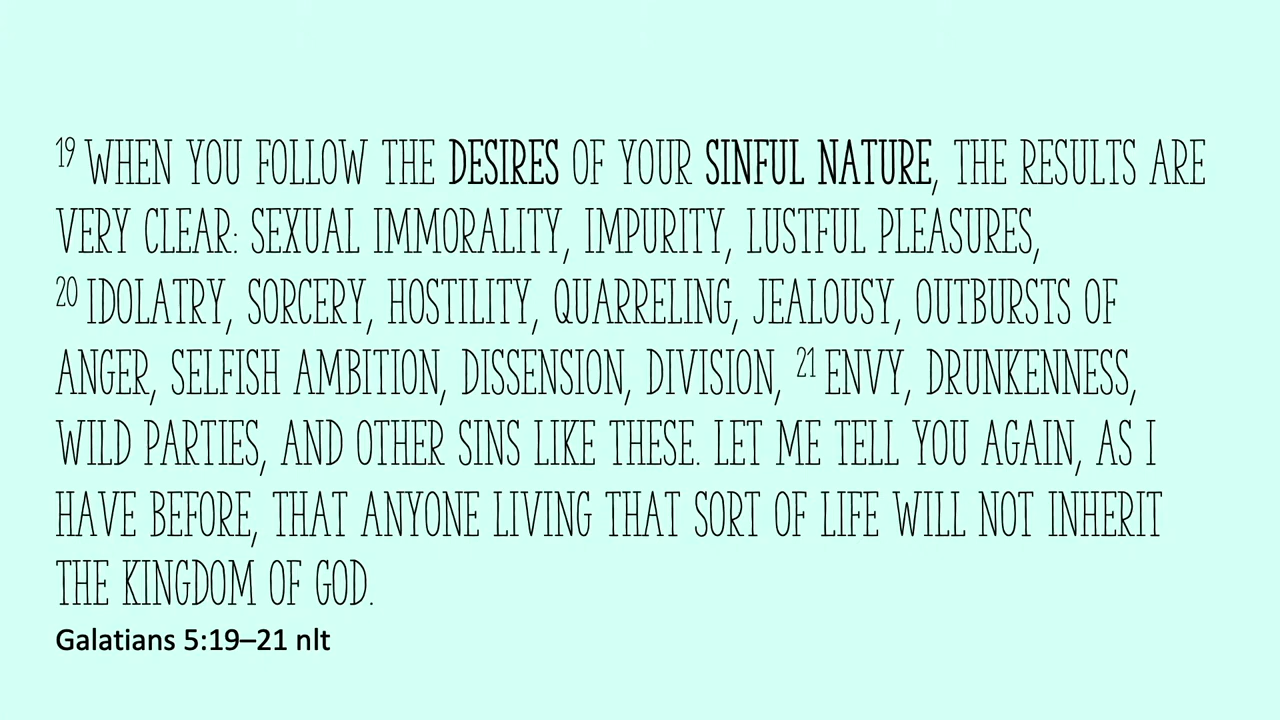 19 WHEN YOU FOLLOW THE DESIRES OF YOUR SINFUL NATURE, THE RESULTS ARE
VERY CLEAR: SEXUAL IMMORALITY, IMPURITY, LUSTFUL PLEASURES,
20 IDOLATRY, SORCERY, HOSTILITY, QUARRELING, JEALOUSY, OUTBURSTS OF
ANGER, SELFISH AMBITION, DISSENSION, DIVISION, 21 ENVY, DRUNKENNESS,
WILD PARTIES, AND OTHER SINS LIKE THESE. LET ME TELL YOU AGAIN, AS I
HAVE BEFORE, THAT ANYONE LIVING THAT SORT OF LIFE WILL NOT INHERIT
THE KINGDOM OF GOD.
Galatians 5:19–21 nlt